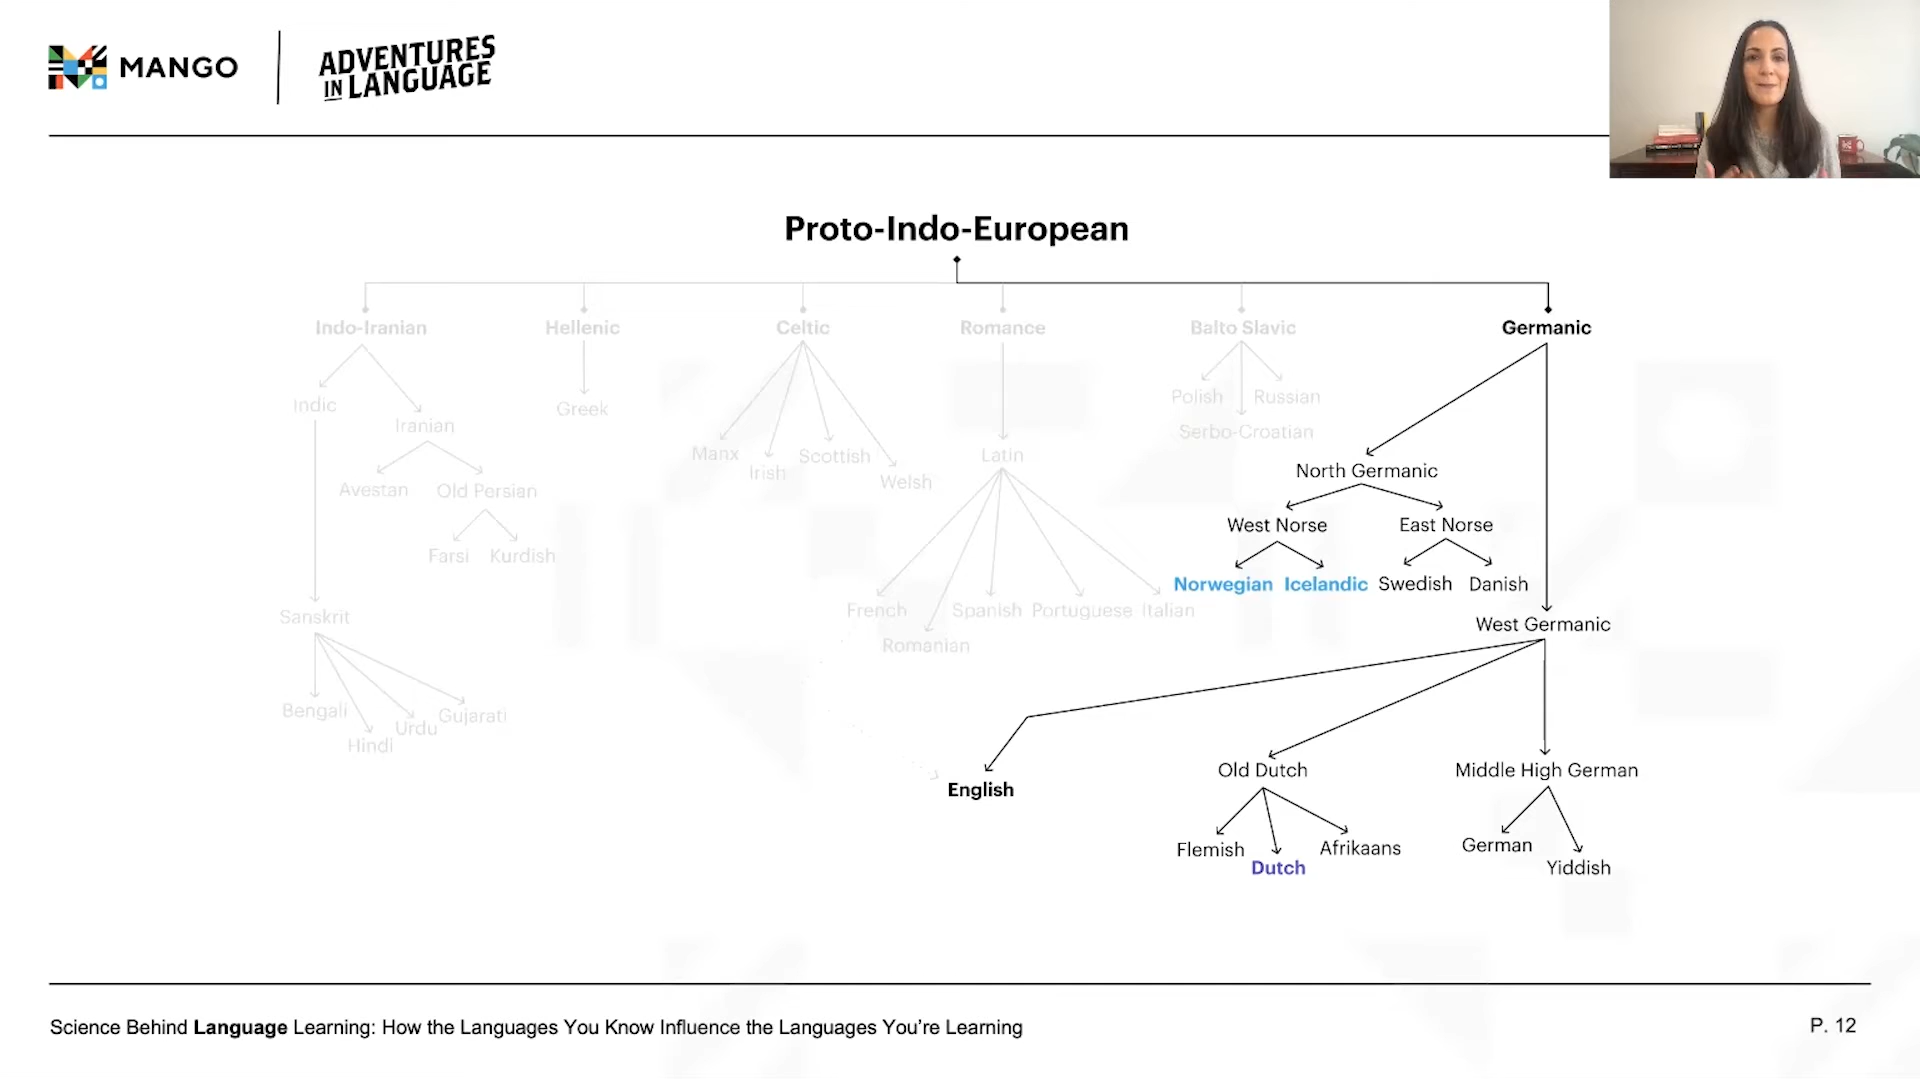 MANGO
ADVENTURES
IN LANGUAGE
Proto-Indo-European
Indo-Iranian Hellenic Celtic Romance Balto Slavic Germanic
Indic
Iranian
Greek
Avestan Old Persian
Farsi Kurdish
Sanskrit
Bengali
Hindi
Urdu
Gujarati
Manx
Irish
Scottish
Welsh
Latin
French
Romanian
Spanish Portuguese Italian
Polish Russian
Serbo-Croatian
North Germanic
West Norse East Norse
Norwegian Icelandic Swedish Danish
West Germanic
English
Old Dutch Middle High German
Flemish
Dutch
Afrikaans
German
Yiddish
Science Behind Language Learning: How the Languages You Know Influence the Languages You’re Learning
P. 12